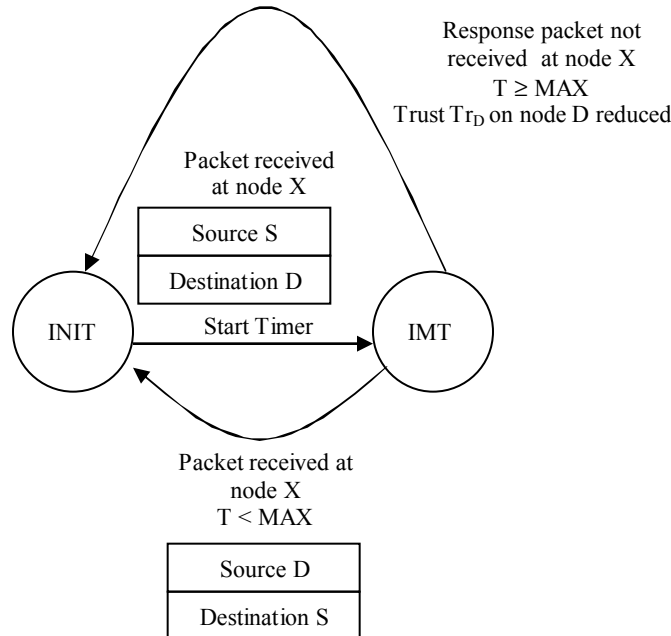 Response packet not
received at node X
T ≥ MAX
Trust TrD on node D reduced
Packet received
at node X
Source S
Destination D
INIT
Start Timer
IMT
Packet received at
node X
T < MAX
Source D
Destination S